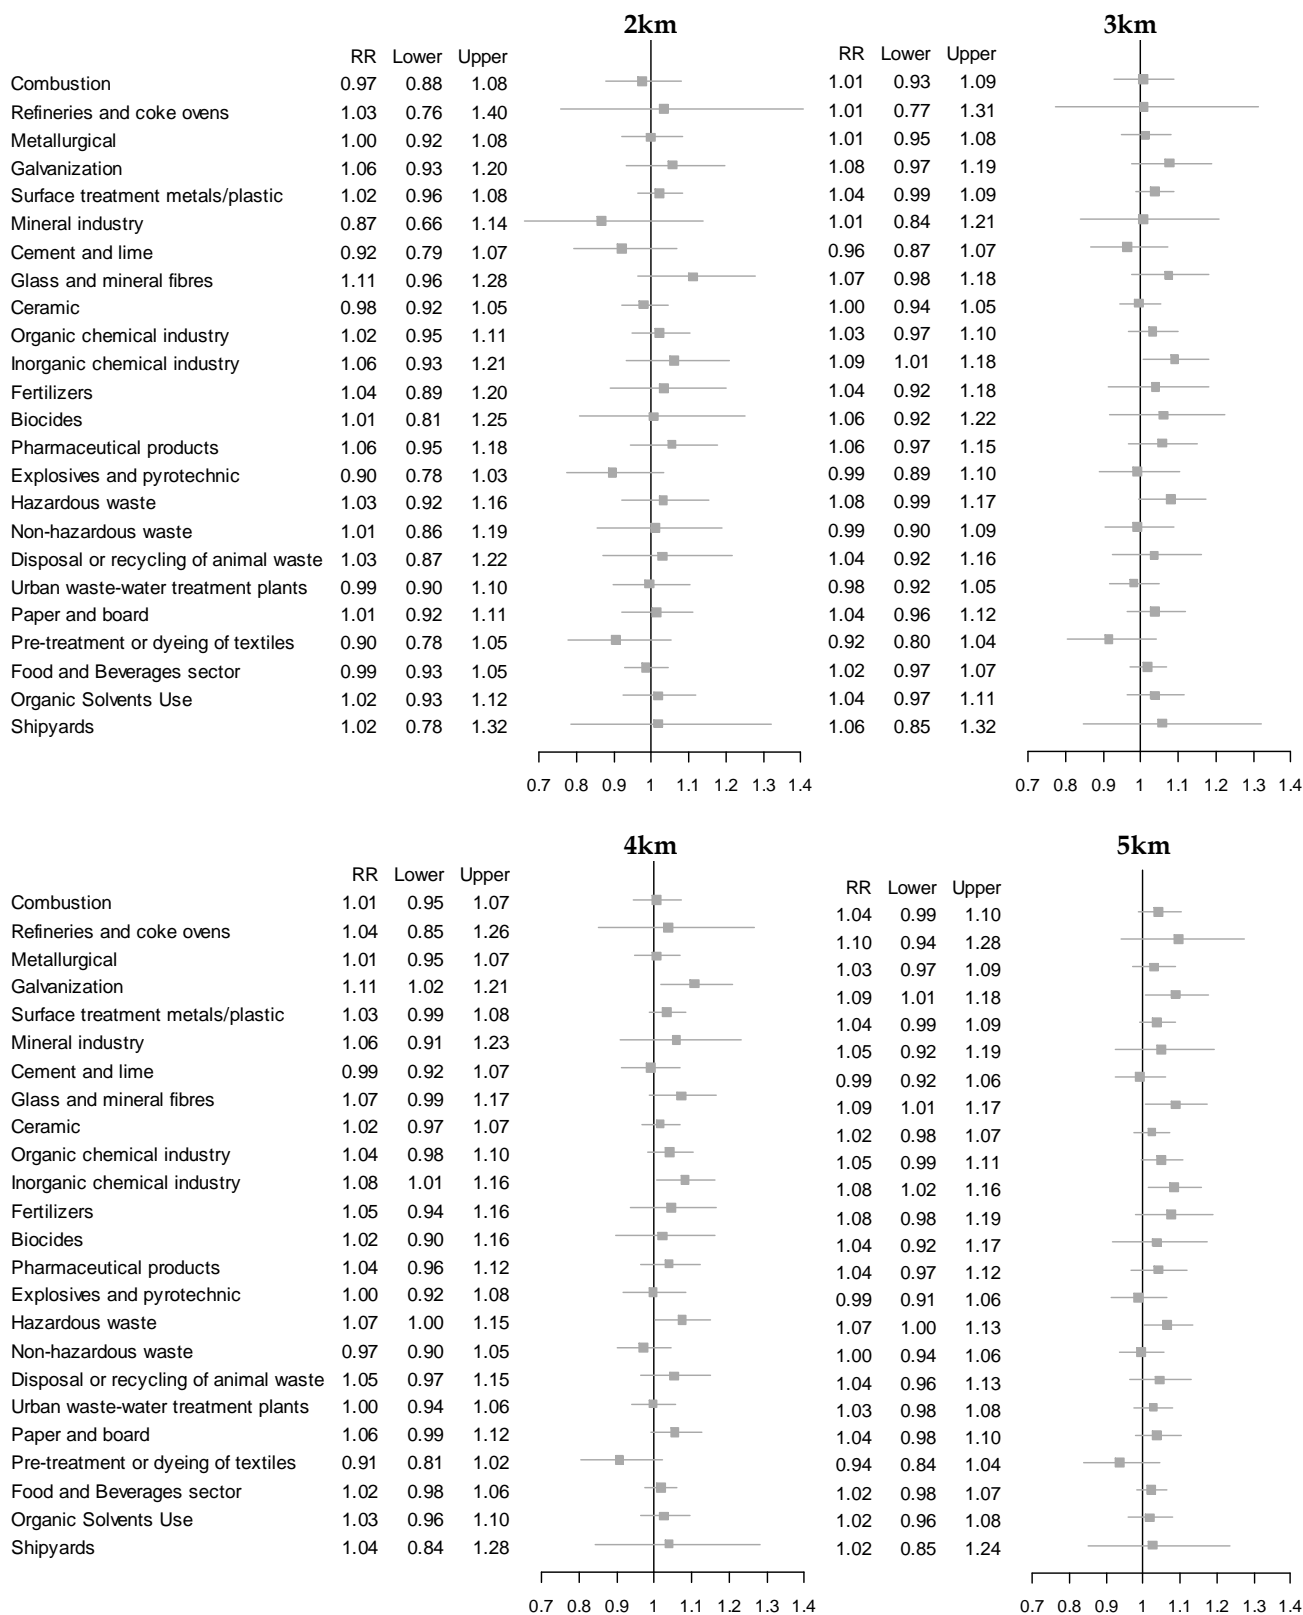 2km 3km
RR Lower Upper RR Lower Upper
Combustion 0.97 0.88 1.08 1.01 0.93 1.09
Refineries and coke ovens 1.03 0.76 1.40 1.01 0.77 1.31
Metallurgical 1.00 0.92 1.08 1.01 0.95 1.08
Galvanization 1.06 0.93 1.20 1.08 0.97 1.19
Surface treatment metals/plastic 1.02 0.96 1.08 1.04 0.99 1.09
Mineral industry 0.87 0.66 1.14 1.01 0.84 1.21
Cement and lime 0.92 0.79 1.07 0.96 0.87 1.07
Glass and mineral fibres 1.11 0.96 1.28 1.07 0.98 1.18
Ceramic 0.98 0.92 1.05 1.00 0.94 1.05
Organic chemical industry 1.02 0.95 1.11 1.03 0.97 1.10
Inorganic chemical industry 1.06 0.93 1.21 1.09 1.01 1.18
Fertilizers 1.04 0.89 1.20 1.04 0.92 1.18
Biocides 1.01 0.81 1.25 1.06 0.92 1.22
Pharmaceutical products 1.06 0.95 1.18 1.06 0.97 1.15
Explosives and pyrotechnic 0.90 0.78 1.03 0.99 0.89 1.10
Hazardous waste 1.03 0.92 1.16 1.08 0.99 1.17
Non-hazardous waste 1.01 0.86 1.19 0.99 0.90 1.09
Disposal or recycling of animal waste 1.03 0.87 1.22 1.04 0.92 1.16
Urban waste-water treatment plants 0.99 0.90 1.10 0.98 0.92 1.05
Paper and board 1.01 0.92 1.11 1.04 0.96 1.12
Pre-treatment or dyeing of textiles 0.90 0.78 1.05 0.92 0.80 1.04
Food and Beverages sector 0.99 0.93 1.05 1.02 0.97 1.07
Organic Solvents Use 1.02 0.93 1.12 1.04 0.97 1.11
Shipyards 1.02 0.78 1.32 1.06 0.85 1.32
0.7 0.8 0.9 1 1.1 1.2 1.3 1.4 0.7 0.8 0.9 1 1.1 1.2 1.3 1.4
4km 5km
RR Lower Upper RR Lower Upper
Combustion 1.01 0.95 1.07 1.04 0.99 1.10
Refineries and coke ovens 1.04 0.85 1.26 1.10 0.94 1.28
Metallurgical 1.01 0.95 1.07 1.03 0.97 1.09
Galvanization 1.11 1.02 1.21 1.09 1.01 1.18
Surface treatment metals/plastic 1.03 0.99 1.08 1.04 0.99 1.09
Mineral industry 1.06 0.91 1.23 1.05 0.92 1.19
Cement and lime 0.99 0.92 1.07 0.99 0.92 1.06
Glass and mineral fibres 1.07 0.99 1.17 1.09 1.01 1.17
Ceramic 1.02 0.97 1.07 1.02 0.98 1.07
Organic chemical industry 1.04 0.98 1.10 1.05 0.99 1.11
Inorganic chemical industry 1.08 1.01 1.16 1.08 1.02 1.16
Fertilizers 1.05 0.94 1.16 1.08 0.98 1.19
Biocides 1.02 0.90 1.16 1.04 0.92 1.17
Pharmaceutical products 1.04 0.96 1.12 1.04 0.97 1.12
Explosives and pyrotechnic 1.00 0.92 1.08 0.99 0.91 1.06
Hazardous waste 1.07 1.00 1.15 1.07 1.00 1.13
Non-hazardous waste 0.97 0.90 1.05 1.00 0.94 1.06
Disposal or recycling of animal waste 1.05 0.97 1.15 1.04 0.96 1.13
Urban waste-water treatment plants 1.00 0.94 1.06 1.03 0.98 1.08
Paper and board 1.06 0.99 1.12 1.04 0.98 1.10
Pre-treatment or dyeing of textiles 0.91 0.81 1.02 0.94 0.84 1.04
Food and Beverages sector 1.02 0.98 1.06 1.02 0.98 1.07
Organic Solvents Use 1.03 0.96 1.10 1.02 0.96 1.08
Shipyards 1.04 0.84 1.28 1.02 0.85 1.24
0.7 0.8 0.9 1 1.1 1.2 1.3 1.4 0.7 0.8 0.9 1 1.1 1.2 1.3 1.4